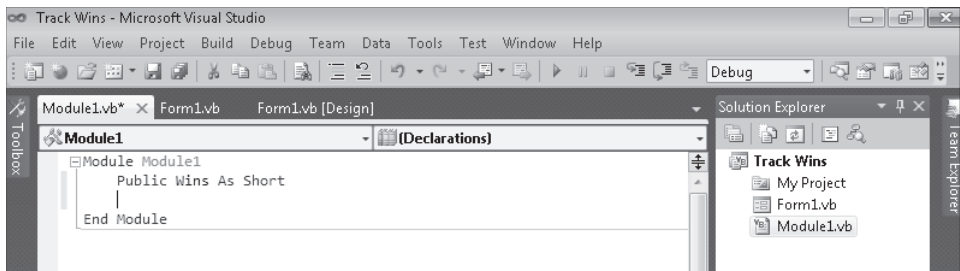 Track Wins - Microsoft Visual Studio
File Edit View Project Build Debug Team Data Tools Test Window Help
Debug
Module1.vb* Form1.vb Form1.vb [Design]
Solution Explorer
Toolbox
Module1 (Declarations)
Module Module1
Public Wins As Short
End Module
Track Wins
My Project
Form1.vb
Module1.vb
Team Explorer